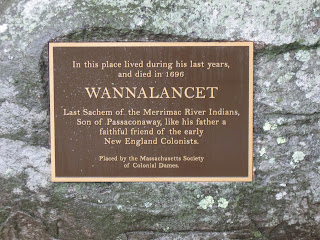 In this place lived during his last years,
and died in 1696
WANNALANCET
Last Sachem of the Merrimac River Indians,
Son of Passaconaway, like his father a
faithful friend of the early
New England Colonists.
Placed by the Massachusetts Society
of Colonial Dames.